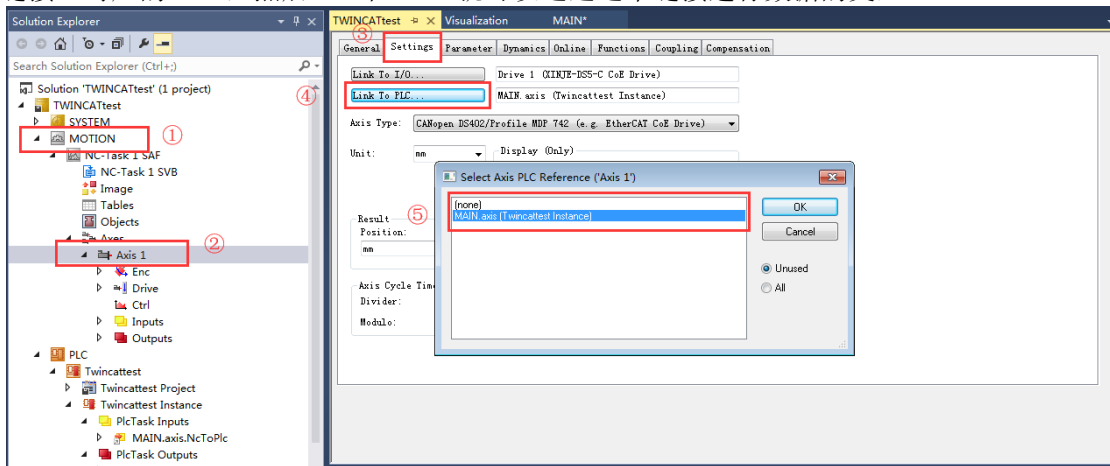 Solution Explorer
Search Solution Explorer (Ctrl+;)
Solution 'TWINCATtest' (1 project)
TWINCATtest
SYSTEM
MOTION
①
NC-Task 1 SAF
NC-Task 1 SVB
Image
Tables
Objects
Axes
②
Axis 1
Enc
Drive
Ctrl
Inputs
Outputs
PLC
Twincattest
Twincattest Project
Twincattest Instance
PlcTask Inputs
MAIN.axis.NcToPlc
PlcTask Outputs
TWINCATtest
Visualization
MAIN*
③
General
Settings
Parameter
Dynamics
Online
Functions
Coupling
Compensation
Link To I/O...
Drive 1 (XINJE-DS5-C CoE Drive)
④
Link To PLC...
MAIN.axis (Twincattest Instance)
Axis Type:
CANopen DS402/Profile MDP 742 (e.g. EtherCAT CoE Drive)
Unit:
mm
Display (Only)
Result
Position:
mm
Axis Cycle Time
Divider:
Modulo:
Select Axis PLC Reference ('Axis 1')
⑤
(none)
MAIN.axis (Twincattest Instance)
OK
Cancel
Unused
All